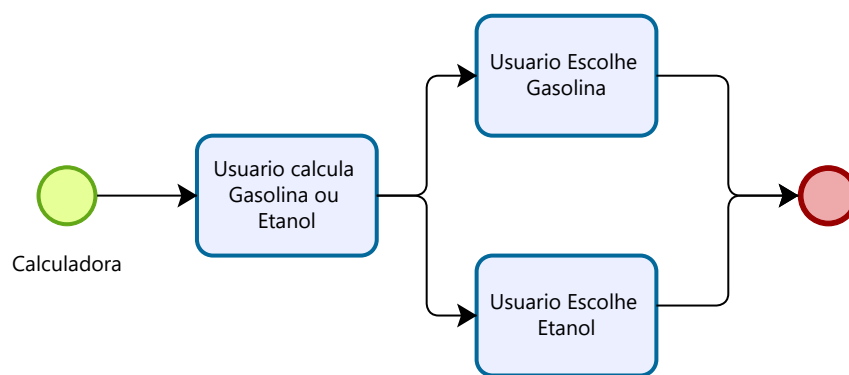 Calculadora
Usuario calcula
Gasolina ou
Etanol
Usuario Escolhe
Gasolina
Usuario Escolhe
Etanol